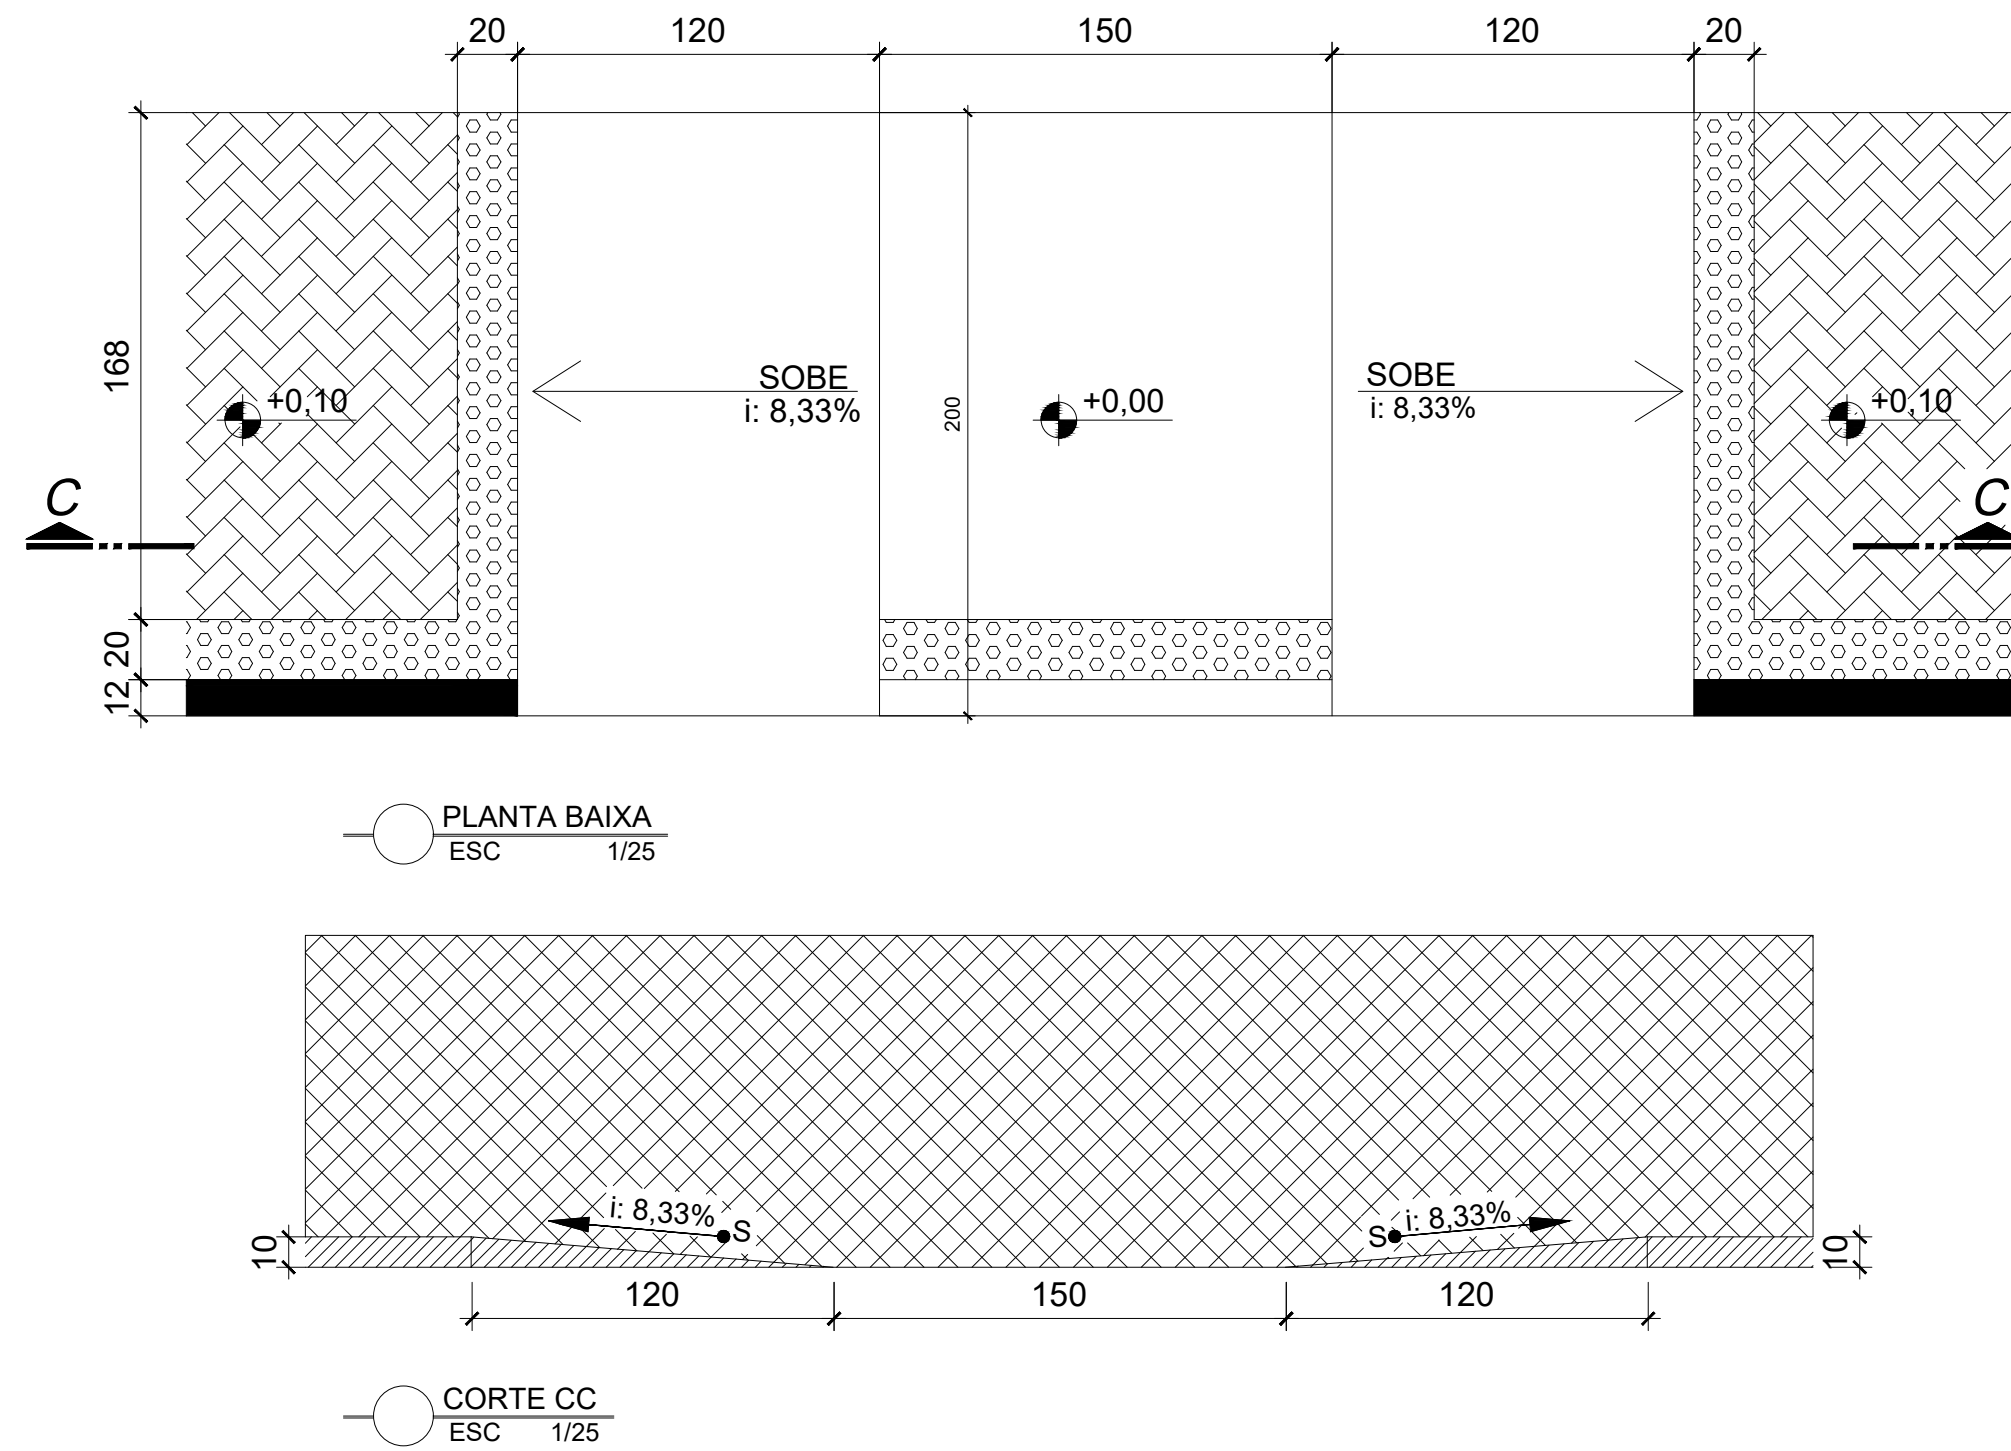 20 120 150 120 20
168
SOBE
i: 8,33%
SOBE
i: 8,33%
+0,10
200
+0,00
+0,10
C
C
20
12
PLANTA BAIXA
ESC 1/25
i: 8,33%
S
i: 8,33%
S
10
10
120 150 120
CORTE CC
ESC 1/25